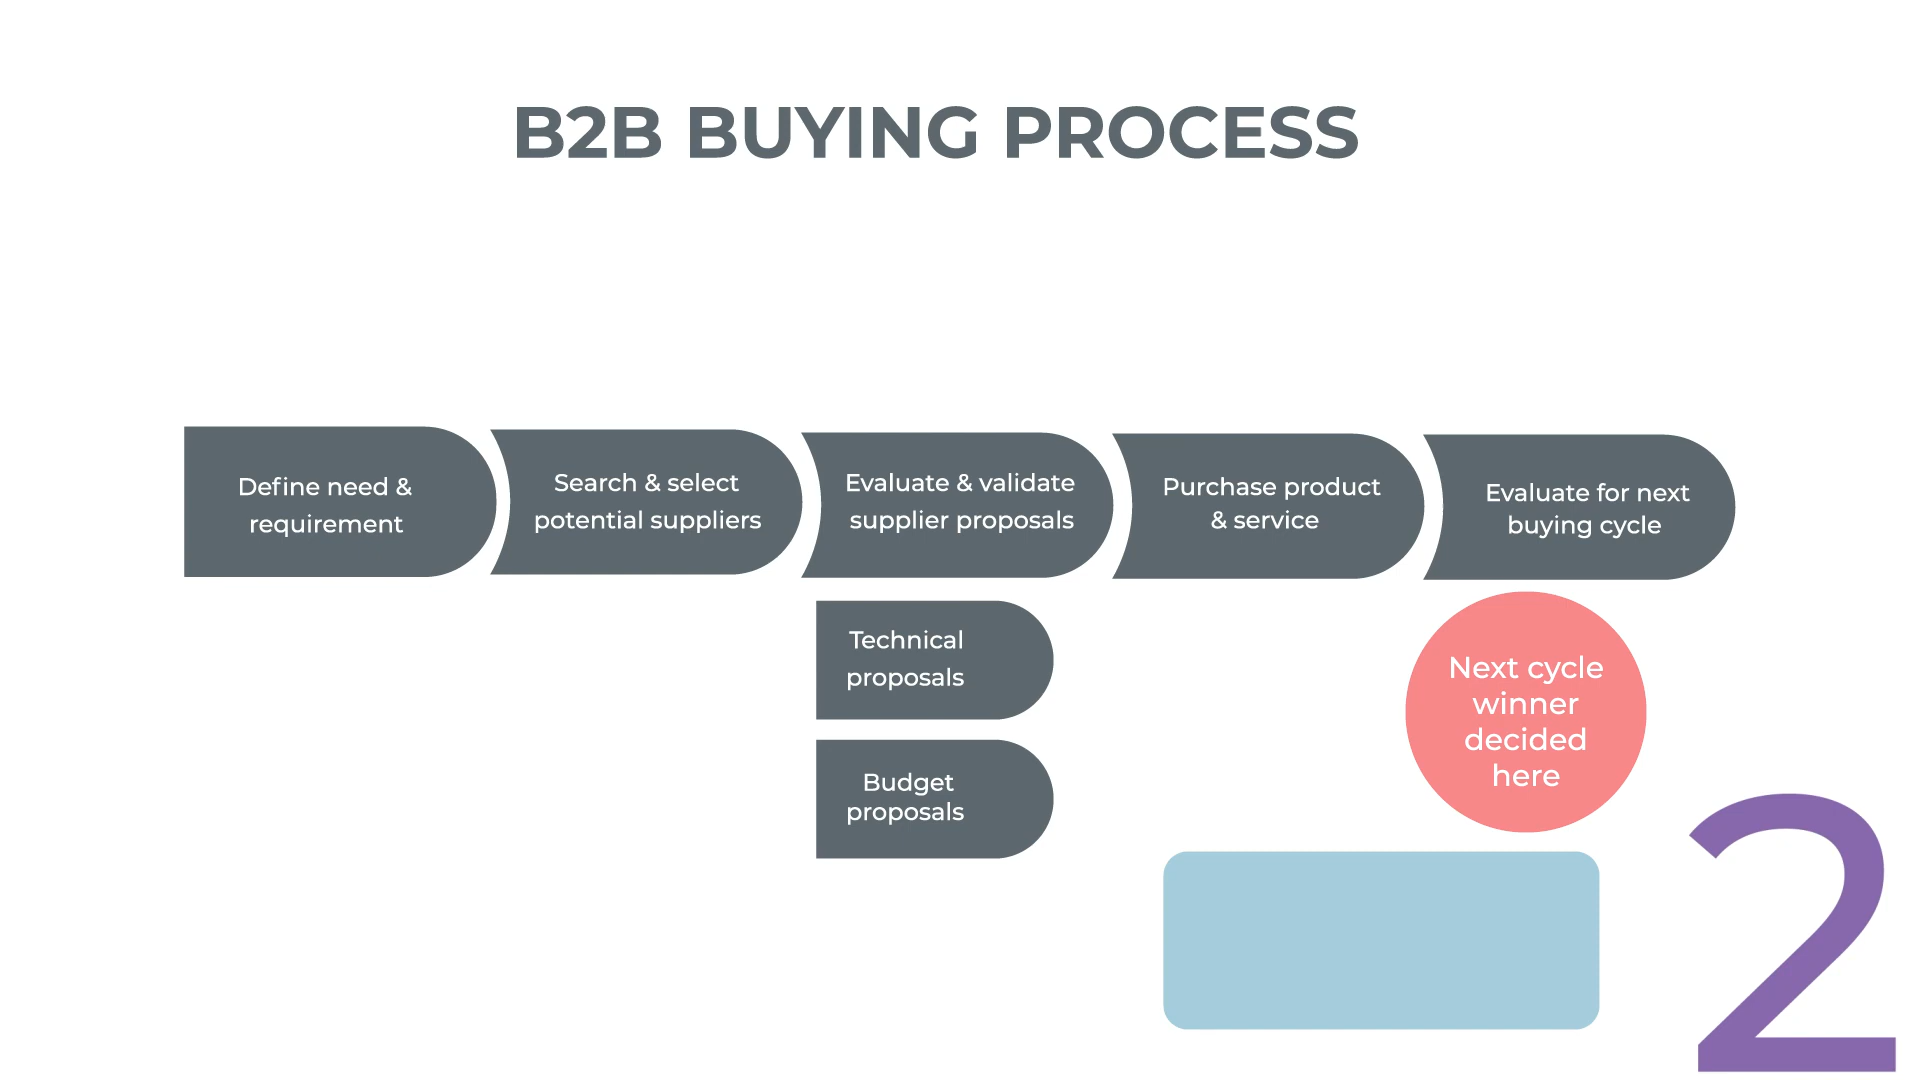 B2B BUYING PROCESS
Define need &
requirement
Search & select
potential suppliers
Evaluate & validate
supplier proposals
Purchase product
& service
Evaluate for next
buying cycle
Technical
proposals
Budget
proposals
Next cycle
winner
decided
here
2